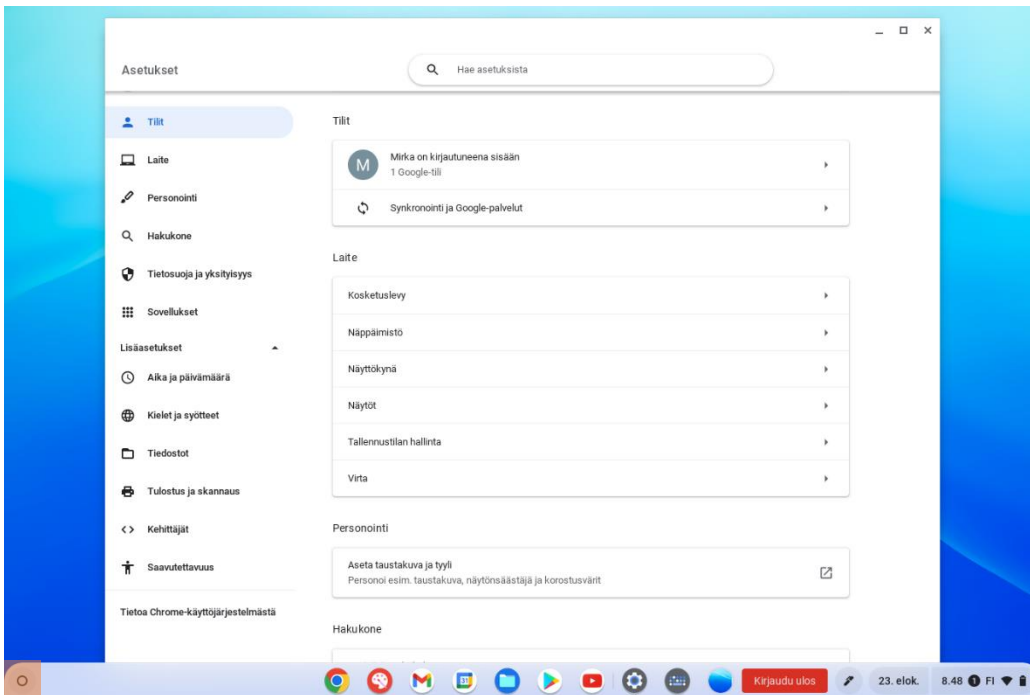 Asetukset
Hae asetuksista
Tilit
Laite
Personointi
Hakukone
Tietosuoja ja yksityisyys
Sovellukset
Lisäasetukset
Aika ja päivämäärä
Kielet ja syötteet
Tiedostot
Tulostus ja skannaus
Kehittäjät
Saavutettavuus
Tietoa Chrome-käyttöjärjestelmästä
Tilit
M
Mirka on kirjautuneena sisään
1 Google-tili
Synkronointi ja Google-palvelut
Laite
Kosketuslevy
Näppäimistö
Näyttökynä
Näytöt
Tallennustilan hallinta
Virta
Personointi
Aseta taustakuva ja tyyli
Personoi esim. taustakuva, näytönsäästäjä ja korostusvärit
Hakukone
31
Kirjaudu ulos
23. elok.
8.48 1 FI